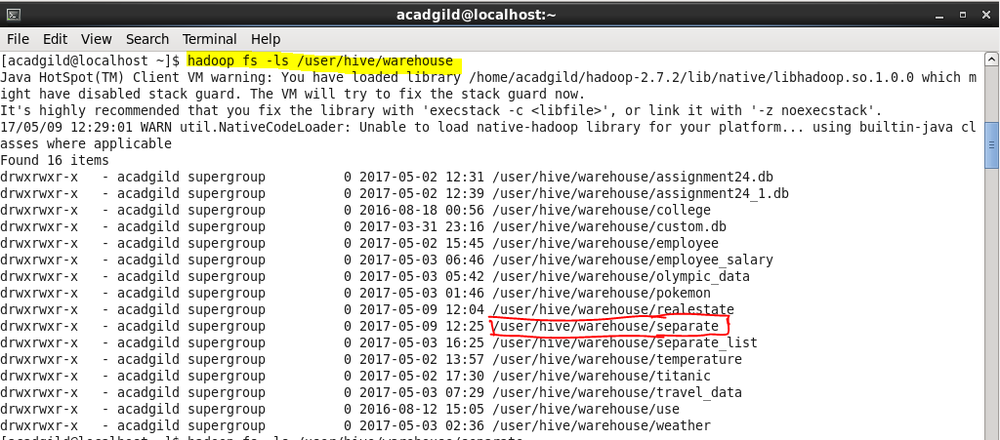 acadgild@localhost:~
File Edit View Search Terminal Help
[acadgild@localhost ~]$ hadoop fs -ls /user/hive/warehouse
Java HotSpot(TM) Client VM warning: You have loaded library /home/acadgild/hadoop-2.7.2/lib/native/libhadoop.so.1.0.0 which m
ight have disabled stack guard. The VM will try to fix the stack guard now.
It's highly recommended that you fix the library with 'execstack -c <libfile>', or link it with '-z noexecstack'.
17/05/09 12:29:01 WARN util.NativeCodeLoader: Unable to load native-hadoop library for your platform... using builtin-java cl
asses where applicable
Found 16 items
drwxrwxr-x   - acadgild supergroup          0 2017-05-02 12:31 /user/hive/warehouse/assignment24.db
drwxrwxr-x   - acadgild supergroup          0 2017-05-02 12:39 /user/hive/warehouse/assignment24_1.db
drwxrwxr-x   - acadgild supergroup          0 2016-08-18 00:56 /user/hive/warehouse/college
drwxrwxr-x   - acadgild supergroup          0 2017-03-31 23:16 /user/hive/warehouse/custom.db
drwxrwxr-x   - acadgild supergroup          0 2017-05-02 15:45 /user/hive/warehouse/employee
drwxrwxr-x   - acadgild supergroup          0 2017-05-03 06:46 /user/hive/warehouse/employee_salary
drwxrwxr-x   - acadgild supergroup          0 2017-05-03 05:42 /user/hive/warehouse/olympic_data
drwxrwxr-x   - acadgild supergroup          0 2017-05-03 01:46 /user/hive/warehouse/pokemon
drwxrwxr-x   - acadgild supergroup          0 2017-05-09 12:04 /user/hive/warehouse/realestate
drwxrwxr-x   - acadgild supergroup          0 2017-05-09 12:25 /user/hive/warehouse/separate
drwxrwxr-x   - acadgild supergroup          0 2017-05-03 16:25 /user/hive/warehouse/separate_list
drwxrwxr-x   - acadgild supergroup          0 2017-05-02 13:57 /user/hive/warehouse/temperature
drwxrwxr-x   - acadgild supergroup          0 2017-05-02 17:30 /user/hive/warehouse/titanic
drwxrwxr-x   - acadgild supergroup          0 2017-05-03 07:29 /user/hive/warehouse/travel_data
drwxrwxr-x   - acadgild supergroup          0 2016-08-12 15:05 /user/hive/warehouse/use
drwxrwxr-x   - acadgild supergroup          0 2017-05-03 02:36 /user/hive/warehouse/weather
[acadgild@localhost ~]$ hadoop fs -ls /user/hive/warehouse/separate